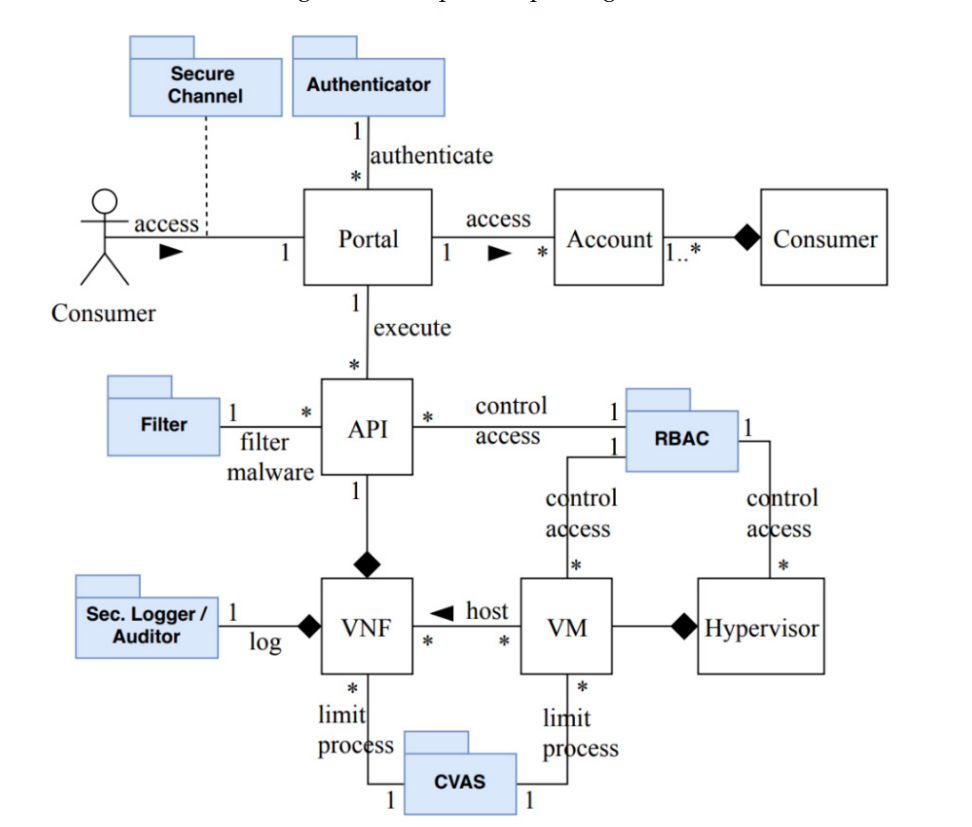 Secure
Channel
Authenticator
1
authenticate
*
access
1
Portal
access
1
*
Account
1..*
Consumer
Consumer
1
execute
*
Filter
1
*
filter
malware
API
*
control
access
1
1
RBAC
1
1
control
access
*
control
access
*
Sec. Logger /
Auditor
1
log
VNF
host
*
*
VM
Hypervisor
*
limit
process
*
limit
process
CVAS
1
1